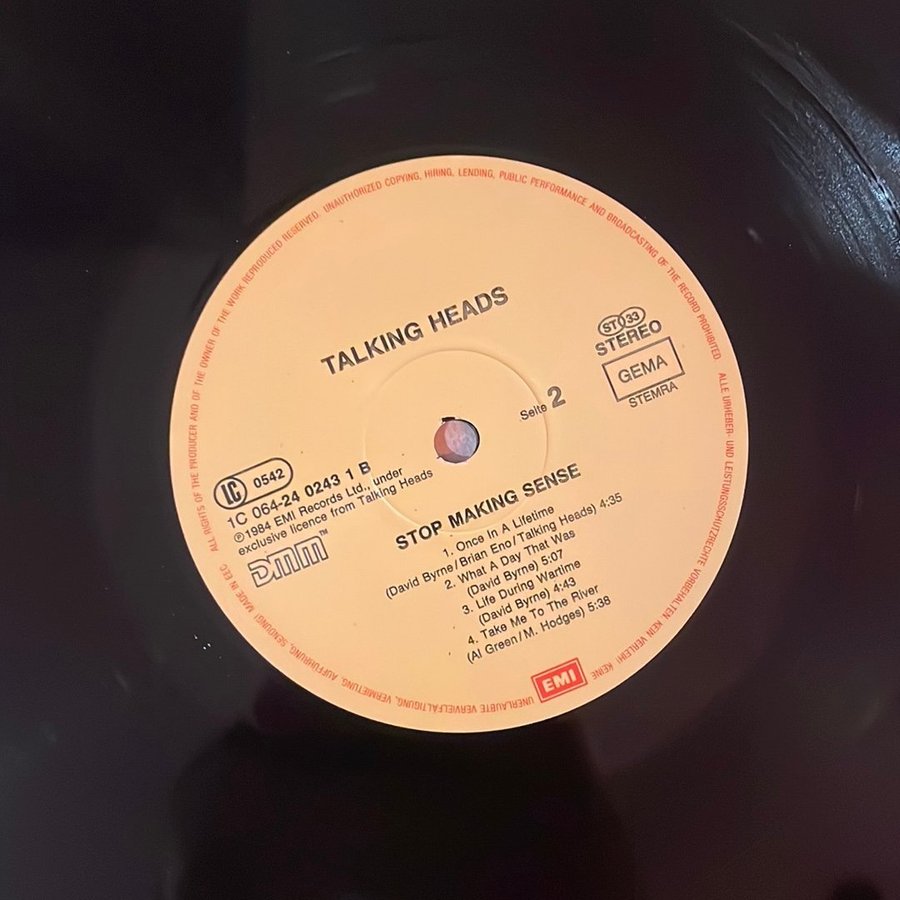 TALKING HEADS
ST 33
STEREO
GEMA
STEMRA
Seite 2
LC 0542
1C 064-24 0243 1 B
℗1984 EMI Records Ltd., under
exclusive licence from Talking Heads
DMM™
STOP MAKING SENSE
1. Once In A Lifetime
(David Byrne/Brian Eno/Talking Heads) 4:35
2. What A Day That Was
(David Byrne) 5:07
3. Life During Wartime
(David Byrne) 4:43
4. Take Me To The River
(Al Green/M. Hodges) 5:38
EMI
ALL RIGHTS OF THE PRODUCER AND OF THE OWNER OF THE WORK REPRODUCED RESERVED. UNAUTHORIZED COPYING, HIRING, LENDING, PUBLIC PERFORMANCE AND BROADCASTING OF THE RECORD PROHIBITED. ALLE URHEBER- UND LEISTUNGSSCHUTZRECHTE VORBEHALTEN KEIN VERLEIH! KEINE UNERLAUBTE VERVIELFÄLTIGUNG, VERMIETUNG, AUFFÜHRUNG, SENDUNG! MADE IN EEC